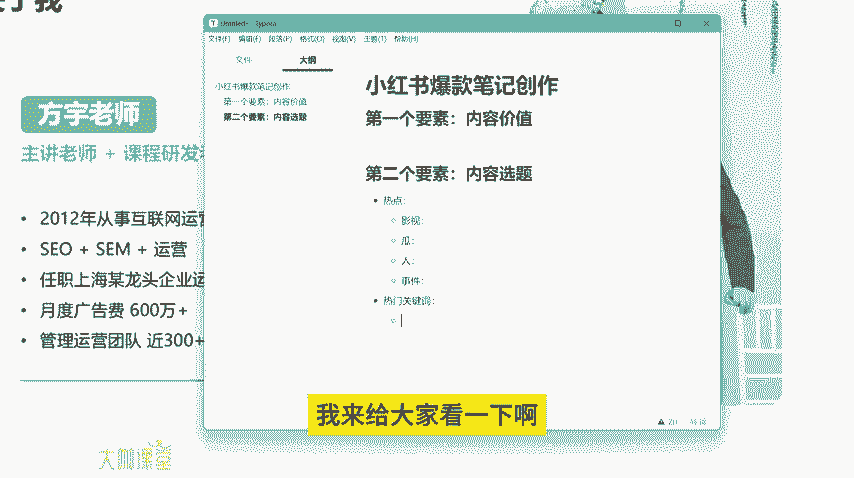 我
方宇老师
主讲老师 + 课程研发
• 2012年从事互联网运营
• SEO + SEM + 运营
• 任职上海某龙头企业运
• 月度广告费 600万+
• 管理运营团队 近300+
大帅课堂
Untitled• - Typora
文件(F) 编辑(E) 段落(P) 格式(O) 视图(V) 主题(T) 帮助(H)
文件 大纲
小红书爆款笔记创作
第一个要素：内容价值
第二个要素：内容选题
小红书爆款笔记创作
第一个要素：内容价值
第二个要素：内容选题
• 热点：
◦ 影视：
◦ 瓜：
◦ 人：
◦ 事件：
• 热门关键词：
我来给大家看一下啊